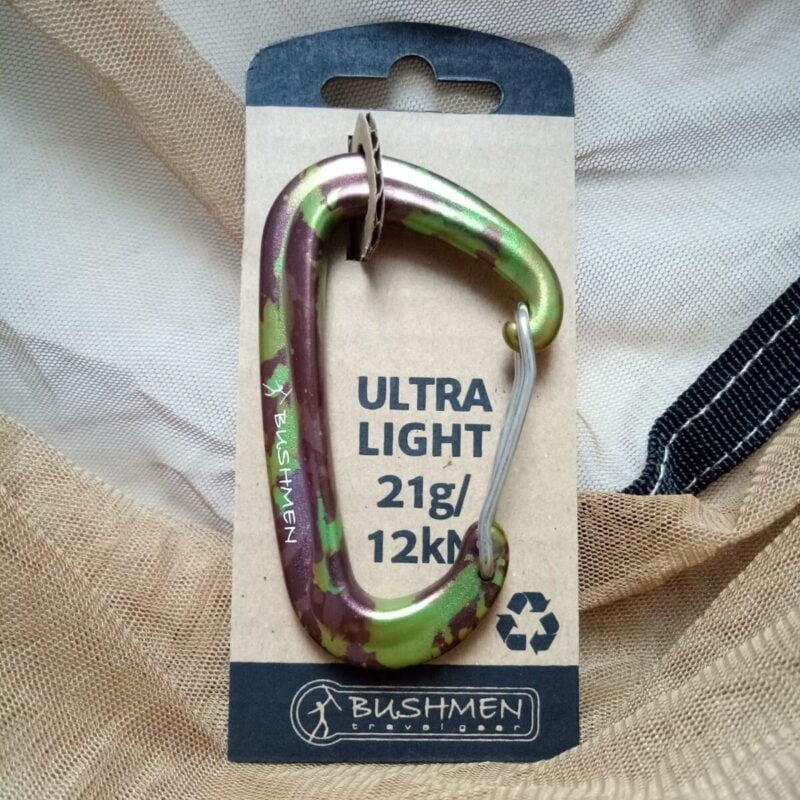 ULTRA
LIGHT
21g/
12kN
BUSHMEN
BUSHMEN
travel gear